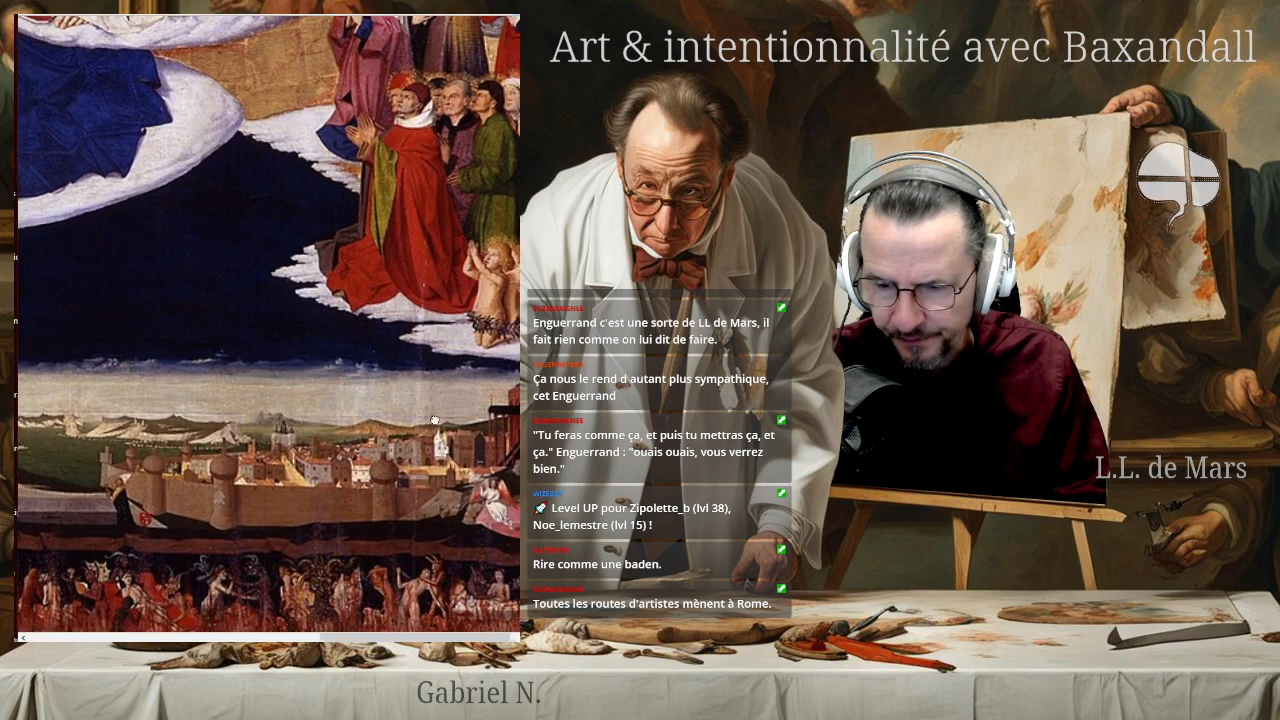 Art & intentionnalité avec Baxandall
Enguerrand c'est une sorte de LL de Mars, il
fait rien comme on lui dit de faire.
Ça nous le rend d autant plus sympathique,
cet Enguerrand
"Tu feras comme ça, et puis tu mettras ça, et
ça." Enguerrand : "ouais ouais, vous verrez
bien."
🚀 Level UP pour Zipolette_b (lvl 38),
Noe_lemestre (lvl 15) !
Rire comme une baden.
Toutes les routes d'artistes mènent à Rome.
L.L. de Mars
Gabriel N.